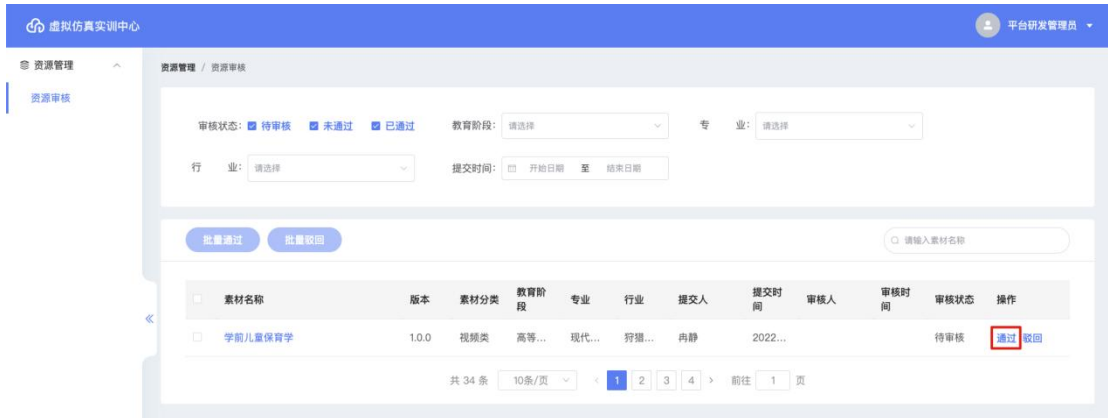 虚拟仿真实训中心
平台研发管理员
资源管理
资源管理 / 资源审核
资源审核
审核状态: 待审核 未通过 已通过 教育阶段: 请选择 专 业: 请选择
行 业: 请选择 提交时间: 开始日期 至 结束日期
批量通过 批量驳回 请输入素材名称
素材名称 版本 素材分类 教育阶段 专业 行业 提交人 提交时间 审核人 审核时间 审核状态 操作
学前儿童保育学 1.0.0 视频类 高等... 现代... 狩猎... 冉静 2022... 待审核 通过 驳回
共 34 条 10条/页 < 1 2 3 4 > 前往 1 页